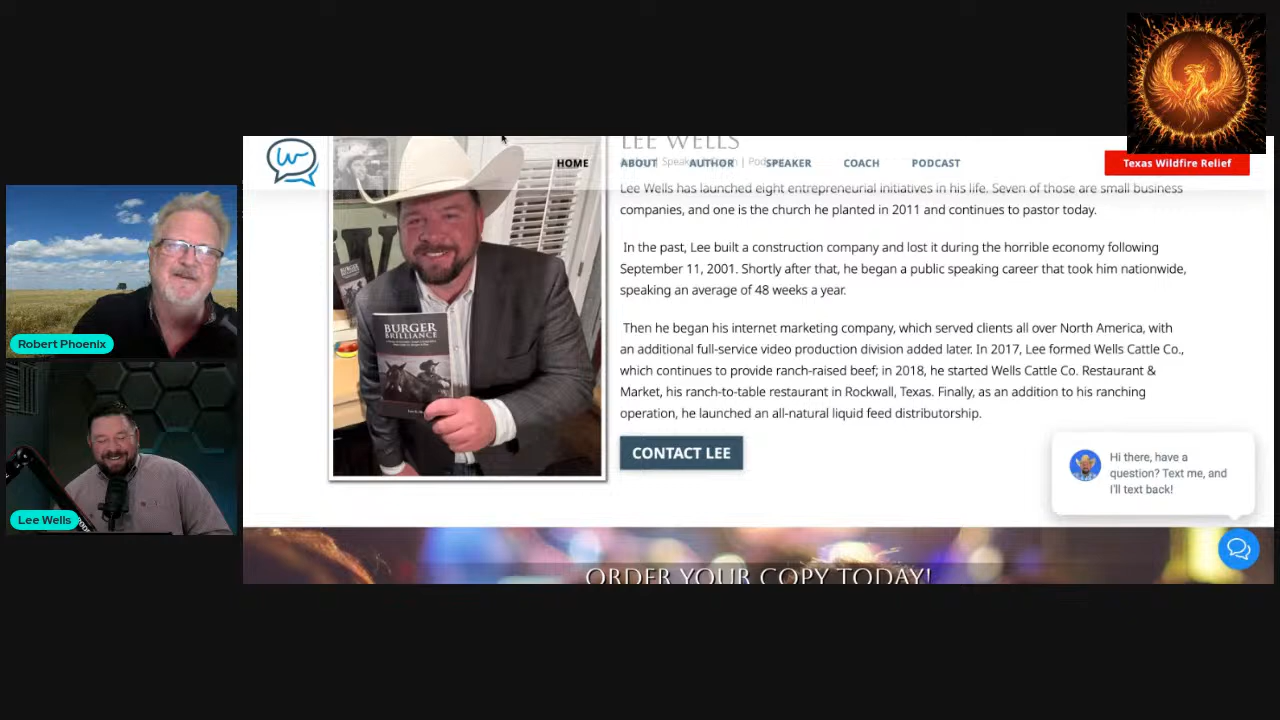 LEE WELLS
HOME ABOUT AUTHOR SPEAKER COACH PODCAST
Texas Wildfire Relief
Lee Wells has launched eight entrepreneurial initiatives in his life. Seven of those are small business
companies, and one is the church he planted in 2011 and continues to pastor today.
In the past, Lee built a construction company and lost it during the horrible economy following
September 11, 2001. Shortly after that, he began a public speaking career that took him nationwide,
speaking an average of 48 weeks a year.
Then he began his internet marketing company, which served clients all over North America, with
an additional full-service video production division added later. In 2017, Lee formed Wells Cattle Co.,
which continues to provide ranch-raised beef; in 2018, he started Wells Cattle Co. Restaurant &
Market, his ranch-to-table restaurant in Rockwall, Texas. Finally, as an addition to his ranching
operation, he launched an all-natural liquid feed distributorship.
CONTACT LEE
BURGER
BRILLIANCE
Hi there, have a
question? Text me, and
I'll text back!
ORDER YOUR COPY TODAY!
Robert Phoenix
Lee Wells